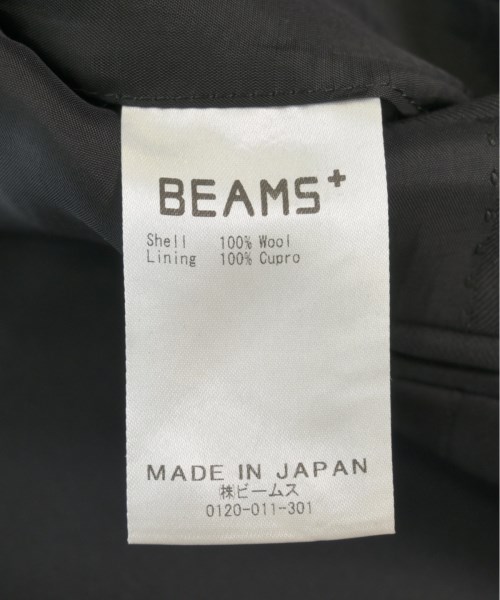 BEAMS+
Shell 100% Wool
Lining 100% Cupro
MADE IN JAPAN
㈱ビームス
0120-011-301